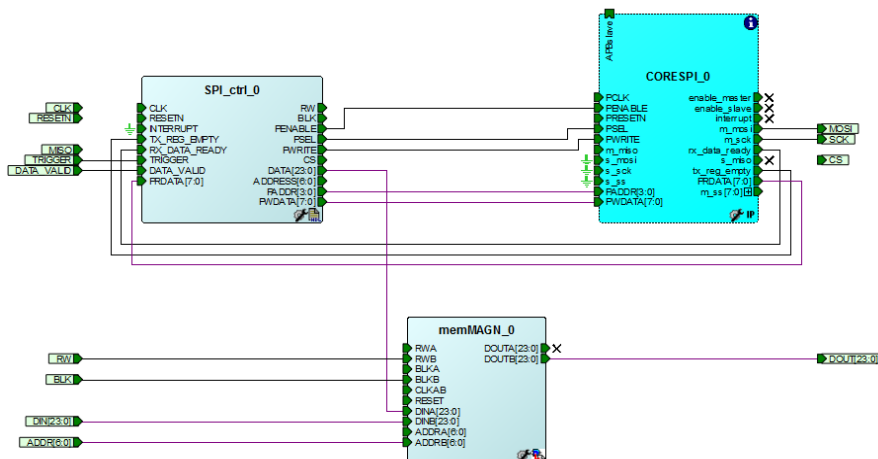 APBslave
SPI_ctrl_0
CORESPI_0
CLK
RESETN
MISO
TRIGGER
DATA_VALID
CLK
RESETN
INTERRUPT
TX_REG_EMPTY
RX_DATA_READY
TRIGGER
DATA_VALID
PRDATA[7:0]
RW
BLK
PENABLE
PSEL
PWRITE
CS
DATA[23:0]
ADDRESS[6:0]
PADDR[3:0]
PWDATA[7:0]
PCLK
PENABLE
PRESETN
PSEL
PWRITE
m_miso
s_mosi
s_sck
s_ss
PADDR[3:0]
PWDATA[7:0]
enable_master
enable_slave
interrupt
m_mosi
m_sck
rx_data_ready
s_miso
tx_reg_empty
PRDATA[7:0]
m_ss[7:0]
IP
MOSI
SCK
CS
memMAGN_0
RW
BLK
DIN[23:0]
ADDR[6:0]
RWA
RWB
BLKA
BLKB
CLKAB
RESET
DINA[23:0]
DINB[23:0]
ADDRA[6:0]
ADDRB[6:0]
DOUTA[23:0]
DOUTB[23:0]
DOUT[23:0]